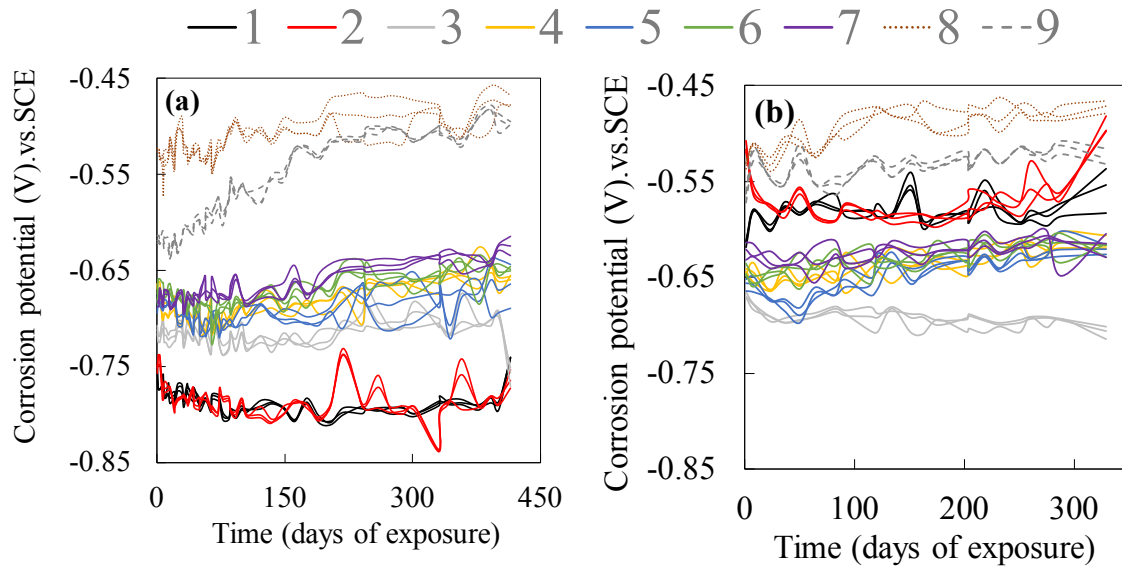 1 2 3 4 5 6 7 8 9
(a)
Corrosion potential (V).vs.SCE
-0.45
-0.55
-0.65
-0.75
-0.85
0 150 300 450
Time (days of exposure)
(b)
Corrosion potential (V).vs.SCE
-0.45
-0.55
-0.65
-0.75
-0.85
0 100 200 300
Time (days of exposure)